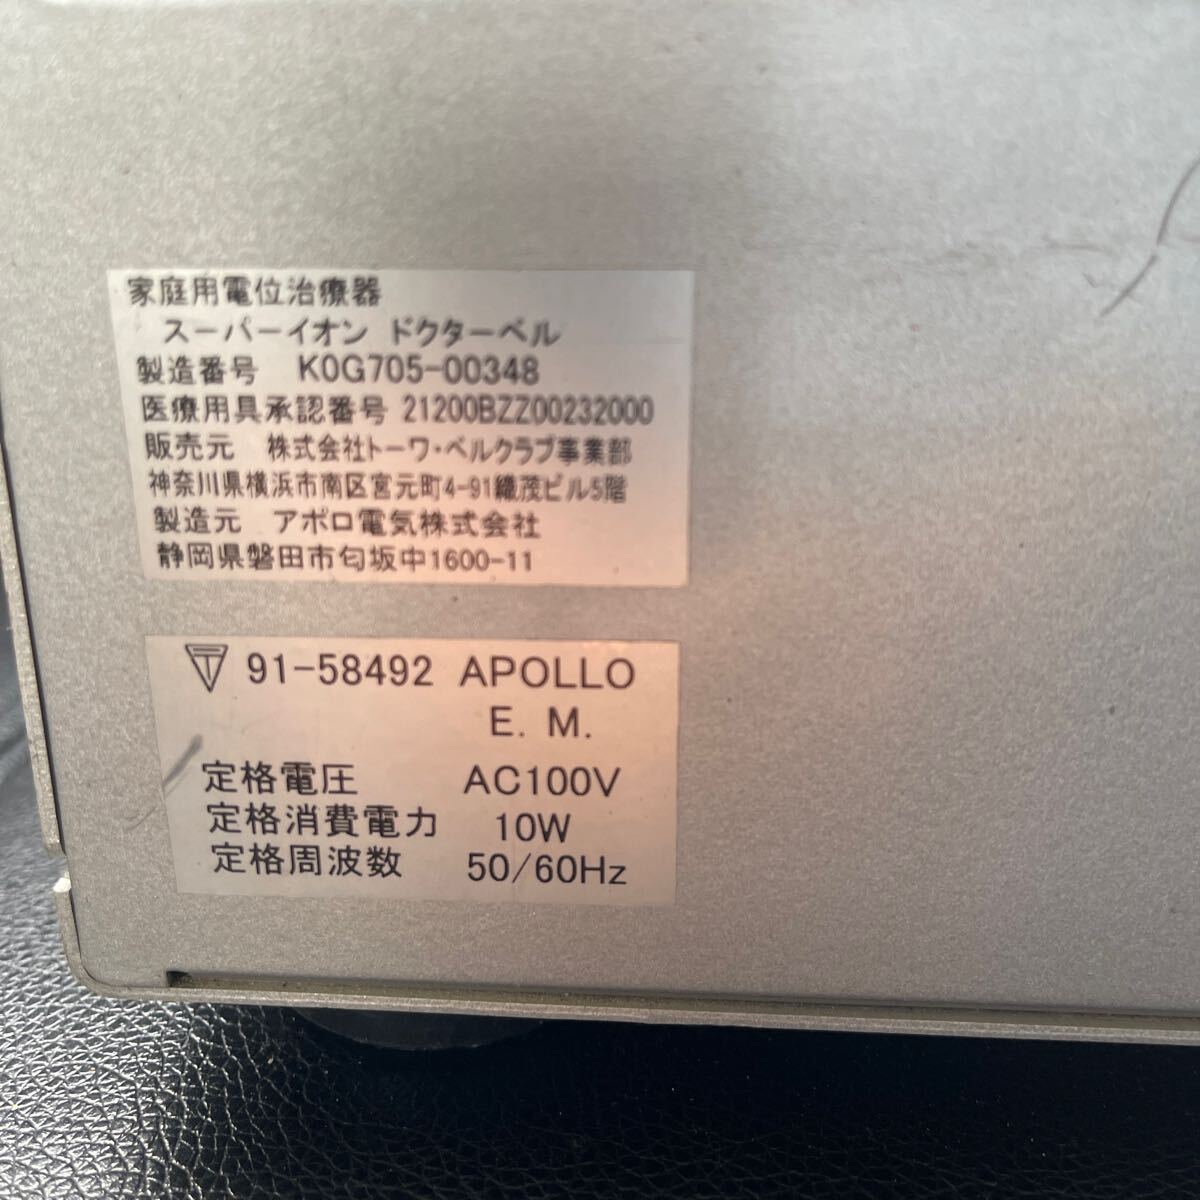 家庭用電位治療器
スーパーイオン ドクターベル
製造番号 K0G705-00348
医療用具承認番号 21200BZZ00232000
販売元 株式会社トーワ・ベルクラブ事業部
神奈川県横浜市南区宮元町4-91織茂ビル5階
製造元 アポロ電気株式会社
静岡県磐田市匂坂中1600-11
91-58492 APOLLO
E. M.
定格電圧 AC100V
定格消費電力 10W
定格周波数 50/60Hz